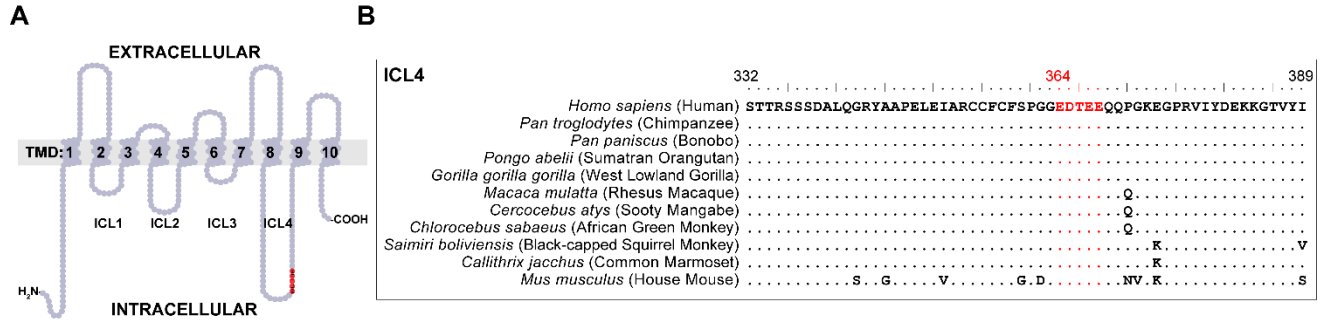 A
EXTRACELLULAR
TMD: 1 2 3 4 5 6 7 8 9 10
ICL1 ICL2 ICL3 ICL4
-COOH
H2N
INTRACELLULAR
B
ICL4
332 364 389
Homo sapiens (Human) STTRSSSDALQGRYAAPELEIARCCFCFSPGGEDTEEQQPGKEGPRVIYDEKKGTVYI
Pan troglodytes (Chimpanzee) ..........................................................
Pan paniscus (Bonobo) ..........................................................
Pongo abelii (Sumatran Orangutan) ..........................................................
Gorilla gorilla gorilla (West Lowland Gorilla) ..........................................................
Macaca mulatta (Rhesus Macaque) .......................................Q..................
Cercocebus atys (Sooty Mangabe) .......................................Q..................
Chlorocebus sabaeus (African Green Monkey) .......................................Q..................
Saimiri boliviensis (Black-capped Squirrel Monkey) ..........................................K..............V
Callithrix jacchus (Common Marmoset) ..........................................K...............
Mus musculus (House Mouse) ...........S..G.....V.......G.D........NV.K..............S